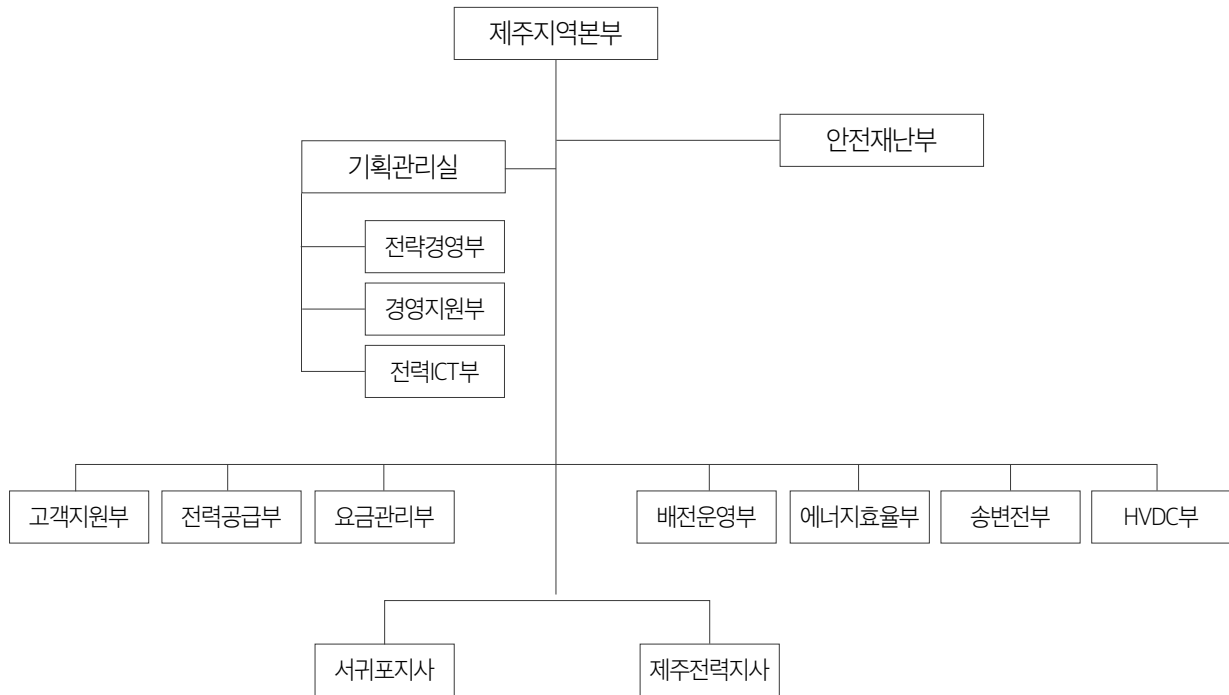 제주지역본부
안전재난부
기획관리실
전략경영부
경영지원부
전력ICT부
고객지원부
전력공급부
요금관리부
배전운영부
에너지효율부
송변전부
HVDC부
서귀포지사
제주전력지사